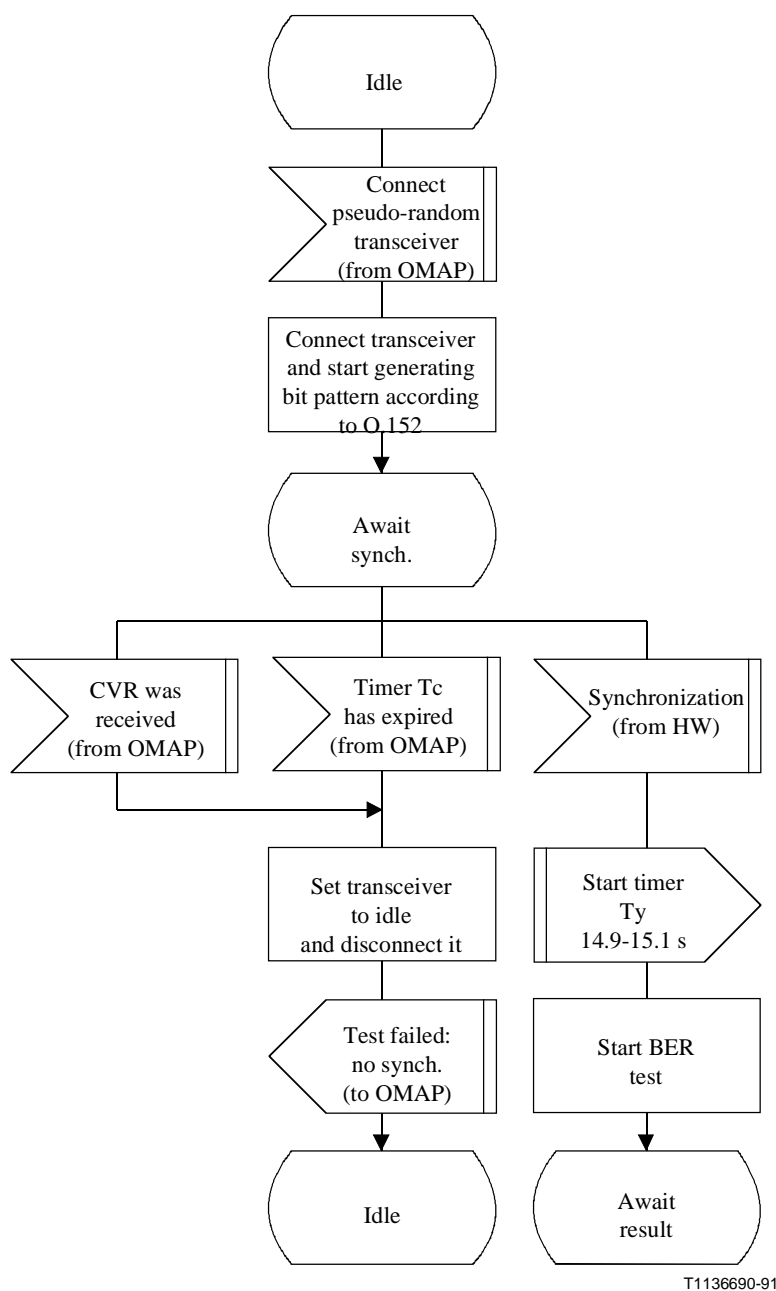 Idle
Connect
pseudo-random
transceiver
(from OMAP)
Connect transceiver
and start generating
bit pattern according
to O.152
Await
synch.
CVR was
received
(from OMAP)
Timer Tc
has expired
(from OMAP)
Synchronization
(from HW)
Set transceiver
to idle
and disconnect it
Start timer
Ty
14.9-15.1 s
Test failed:
no synch.
(to OMAP)
Start BER
test
Idle
Await
result
T1136690-91